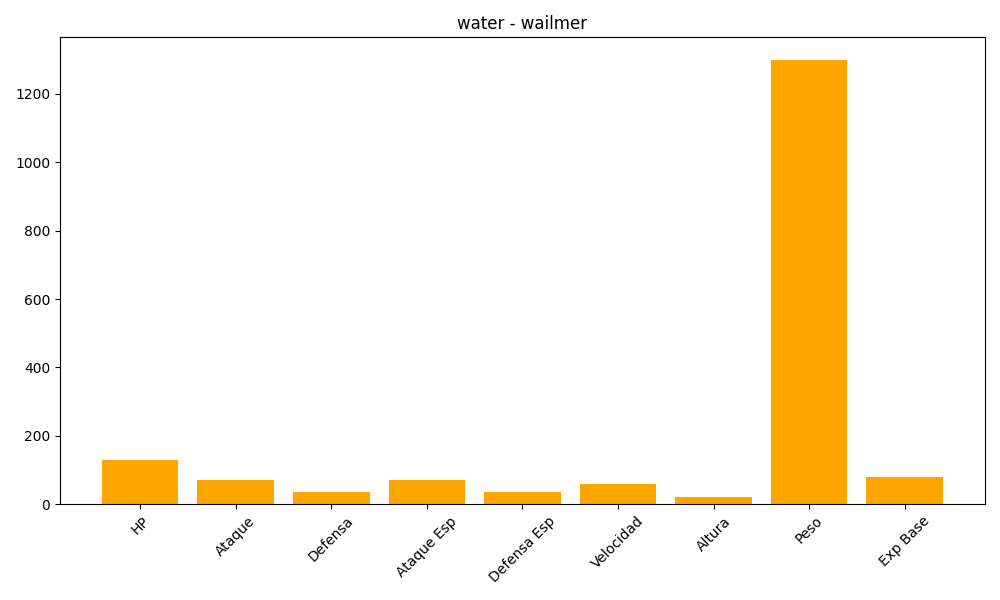 water - wailmer
1200
1000
800
600
400
200
0
HP
Ataque
Defensa
Ataque Esp
Defensa Esp
Velocidad
Altura
Peso
Exp Base